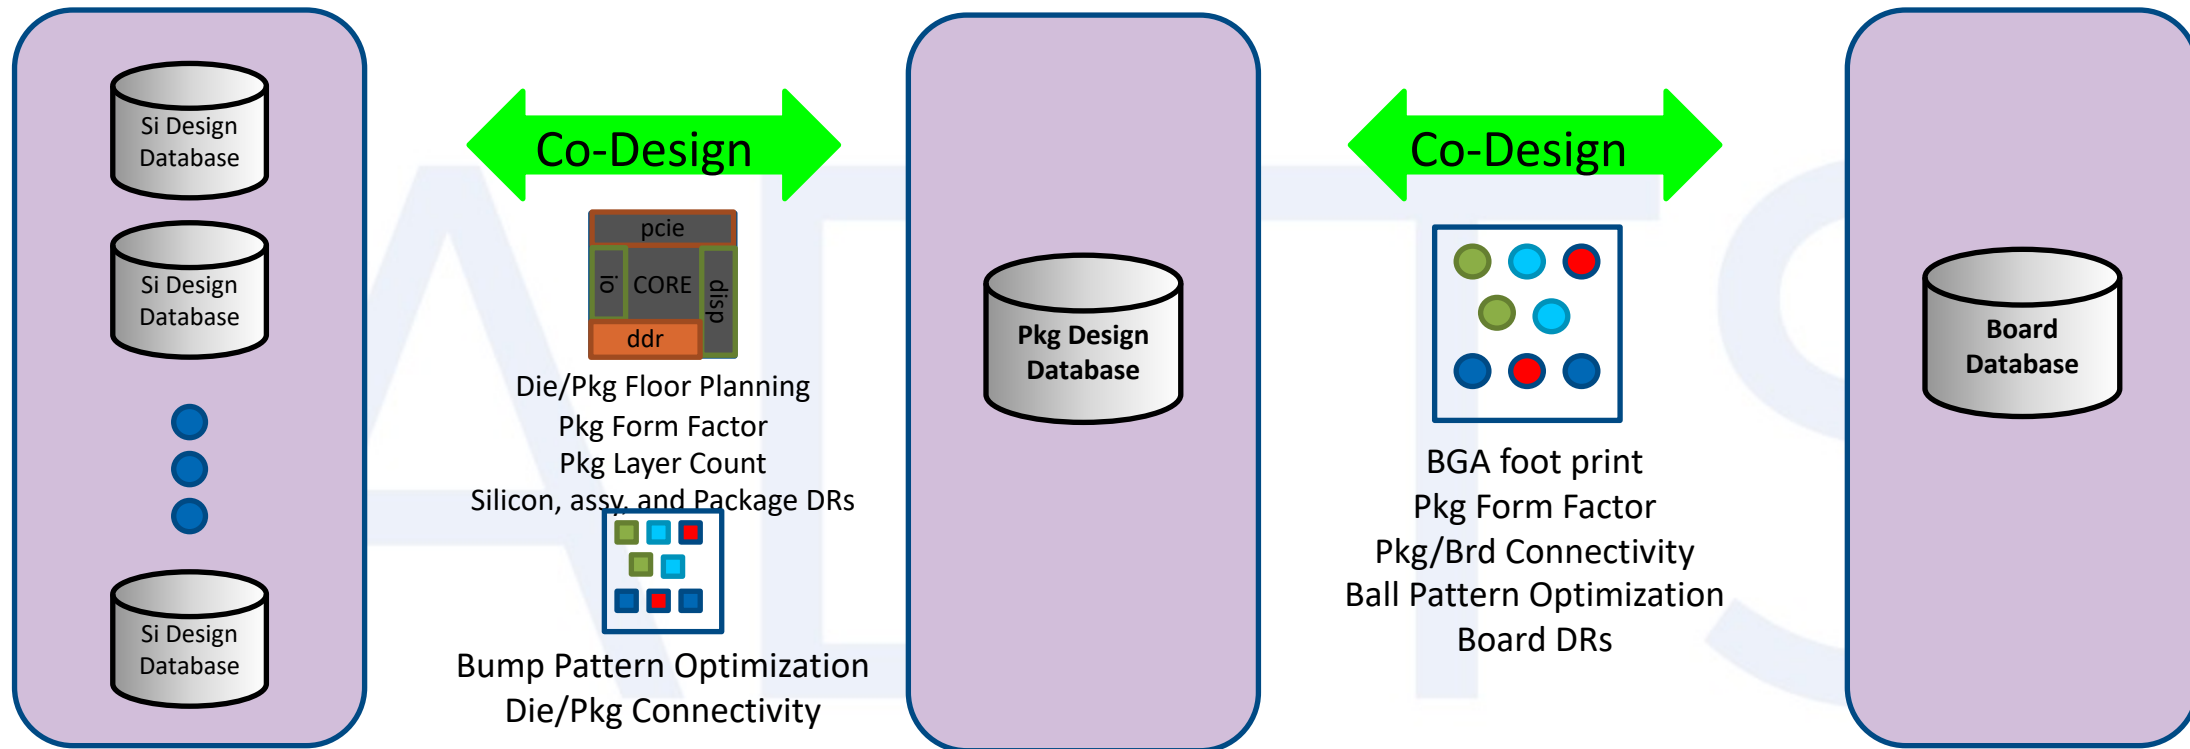 Si Design
Database
Si Design
Database
Si Design
Database
Co-Design
pcie
io
CORE
disp
ddr
Die/Pkg Floor Planning
Pkg Form Factor
Pkg Layer Count
Silicon, assy, and Package DRs
Bump Pattern Optimization
Die/Pkg Connectivity
Pkg Design
Database
Co-Design
BGA foot print
Pkg Form Factor
Pkg/Brd Connectivity
Ball Pattern Optimization
Board DRs
Board
Database